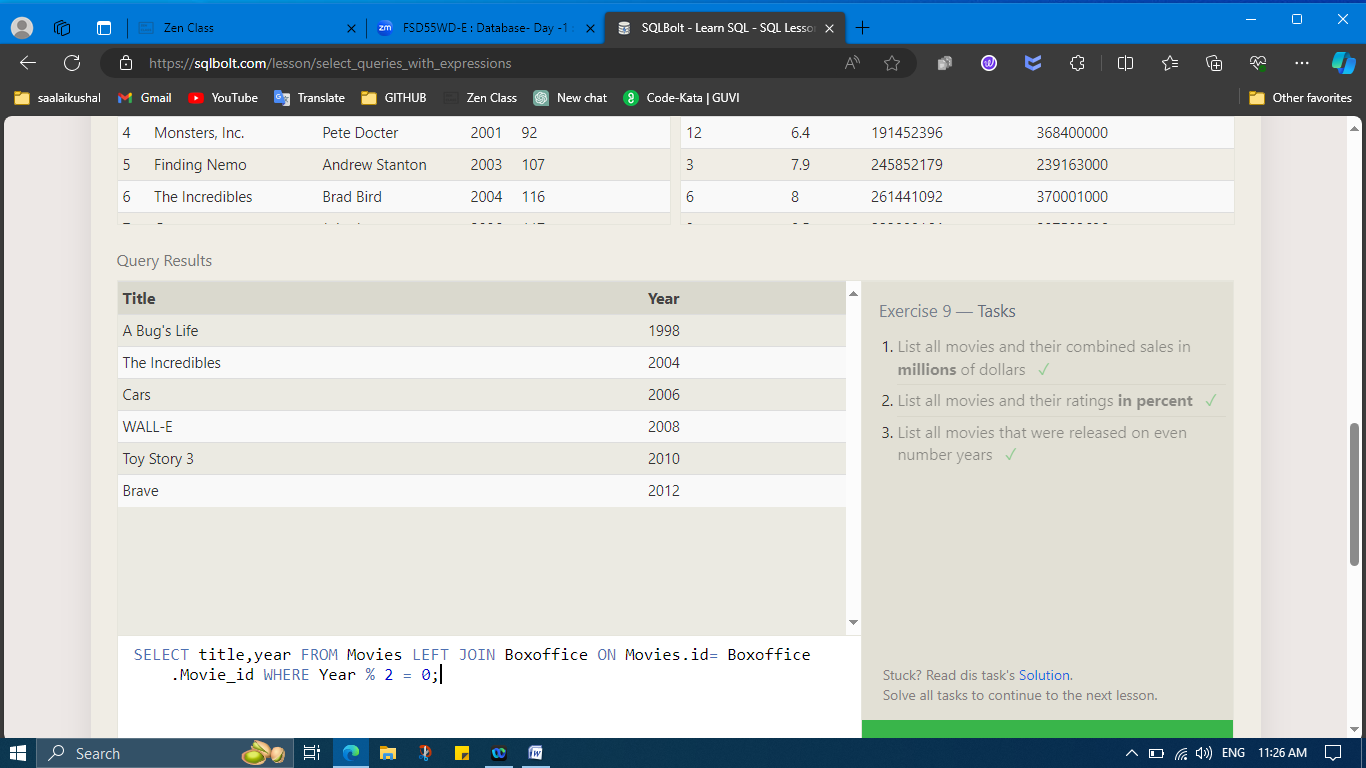 Zen Class
zm FSD55WD-E : Database- Day -1 :
SQLBolt - Learn SQL - SQL Lesso
https://sqlbolt.com/lesson/select_queries_with_expressions
saalaikushal Gmail YouTube Translate GITHUB Zen Class New chat Code-Kata | GUVI Other favorites
4 Monsters, Inc. Pete Docter 2001 92 12 6.4 191452396 368400000
5 Finding Nemo Andrew Stanton 2003 107 3 7.9 245852179 239163000
6 The Incredibles Brad Bird 2004 116 6 8 261441092 370001000
Query Results
Title Year
A Bug's Life 1998
The Incredibles 2004
Cars 2006
WALL-E 2008
Toy Story 3 2010
Brave 2012
Exercise 9 — Tasks
1. List all movies and their combined sales in
millions of dollars ✓
2. List all movies and their ratings in percent ✓
3. List all movies that were released on even
number years ✓
SELECT title,year FROM Movies LEFT JOIN Boxoffice ON Movies.id= Boxoffice
.Movie_id WHERE Year % 2 = 0;
Stuck? Read dis task's Solution.
Solve all tasks to continue to the next lesson.
Search
ENG 11:26 AM